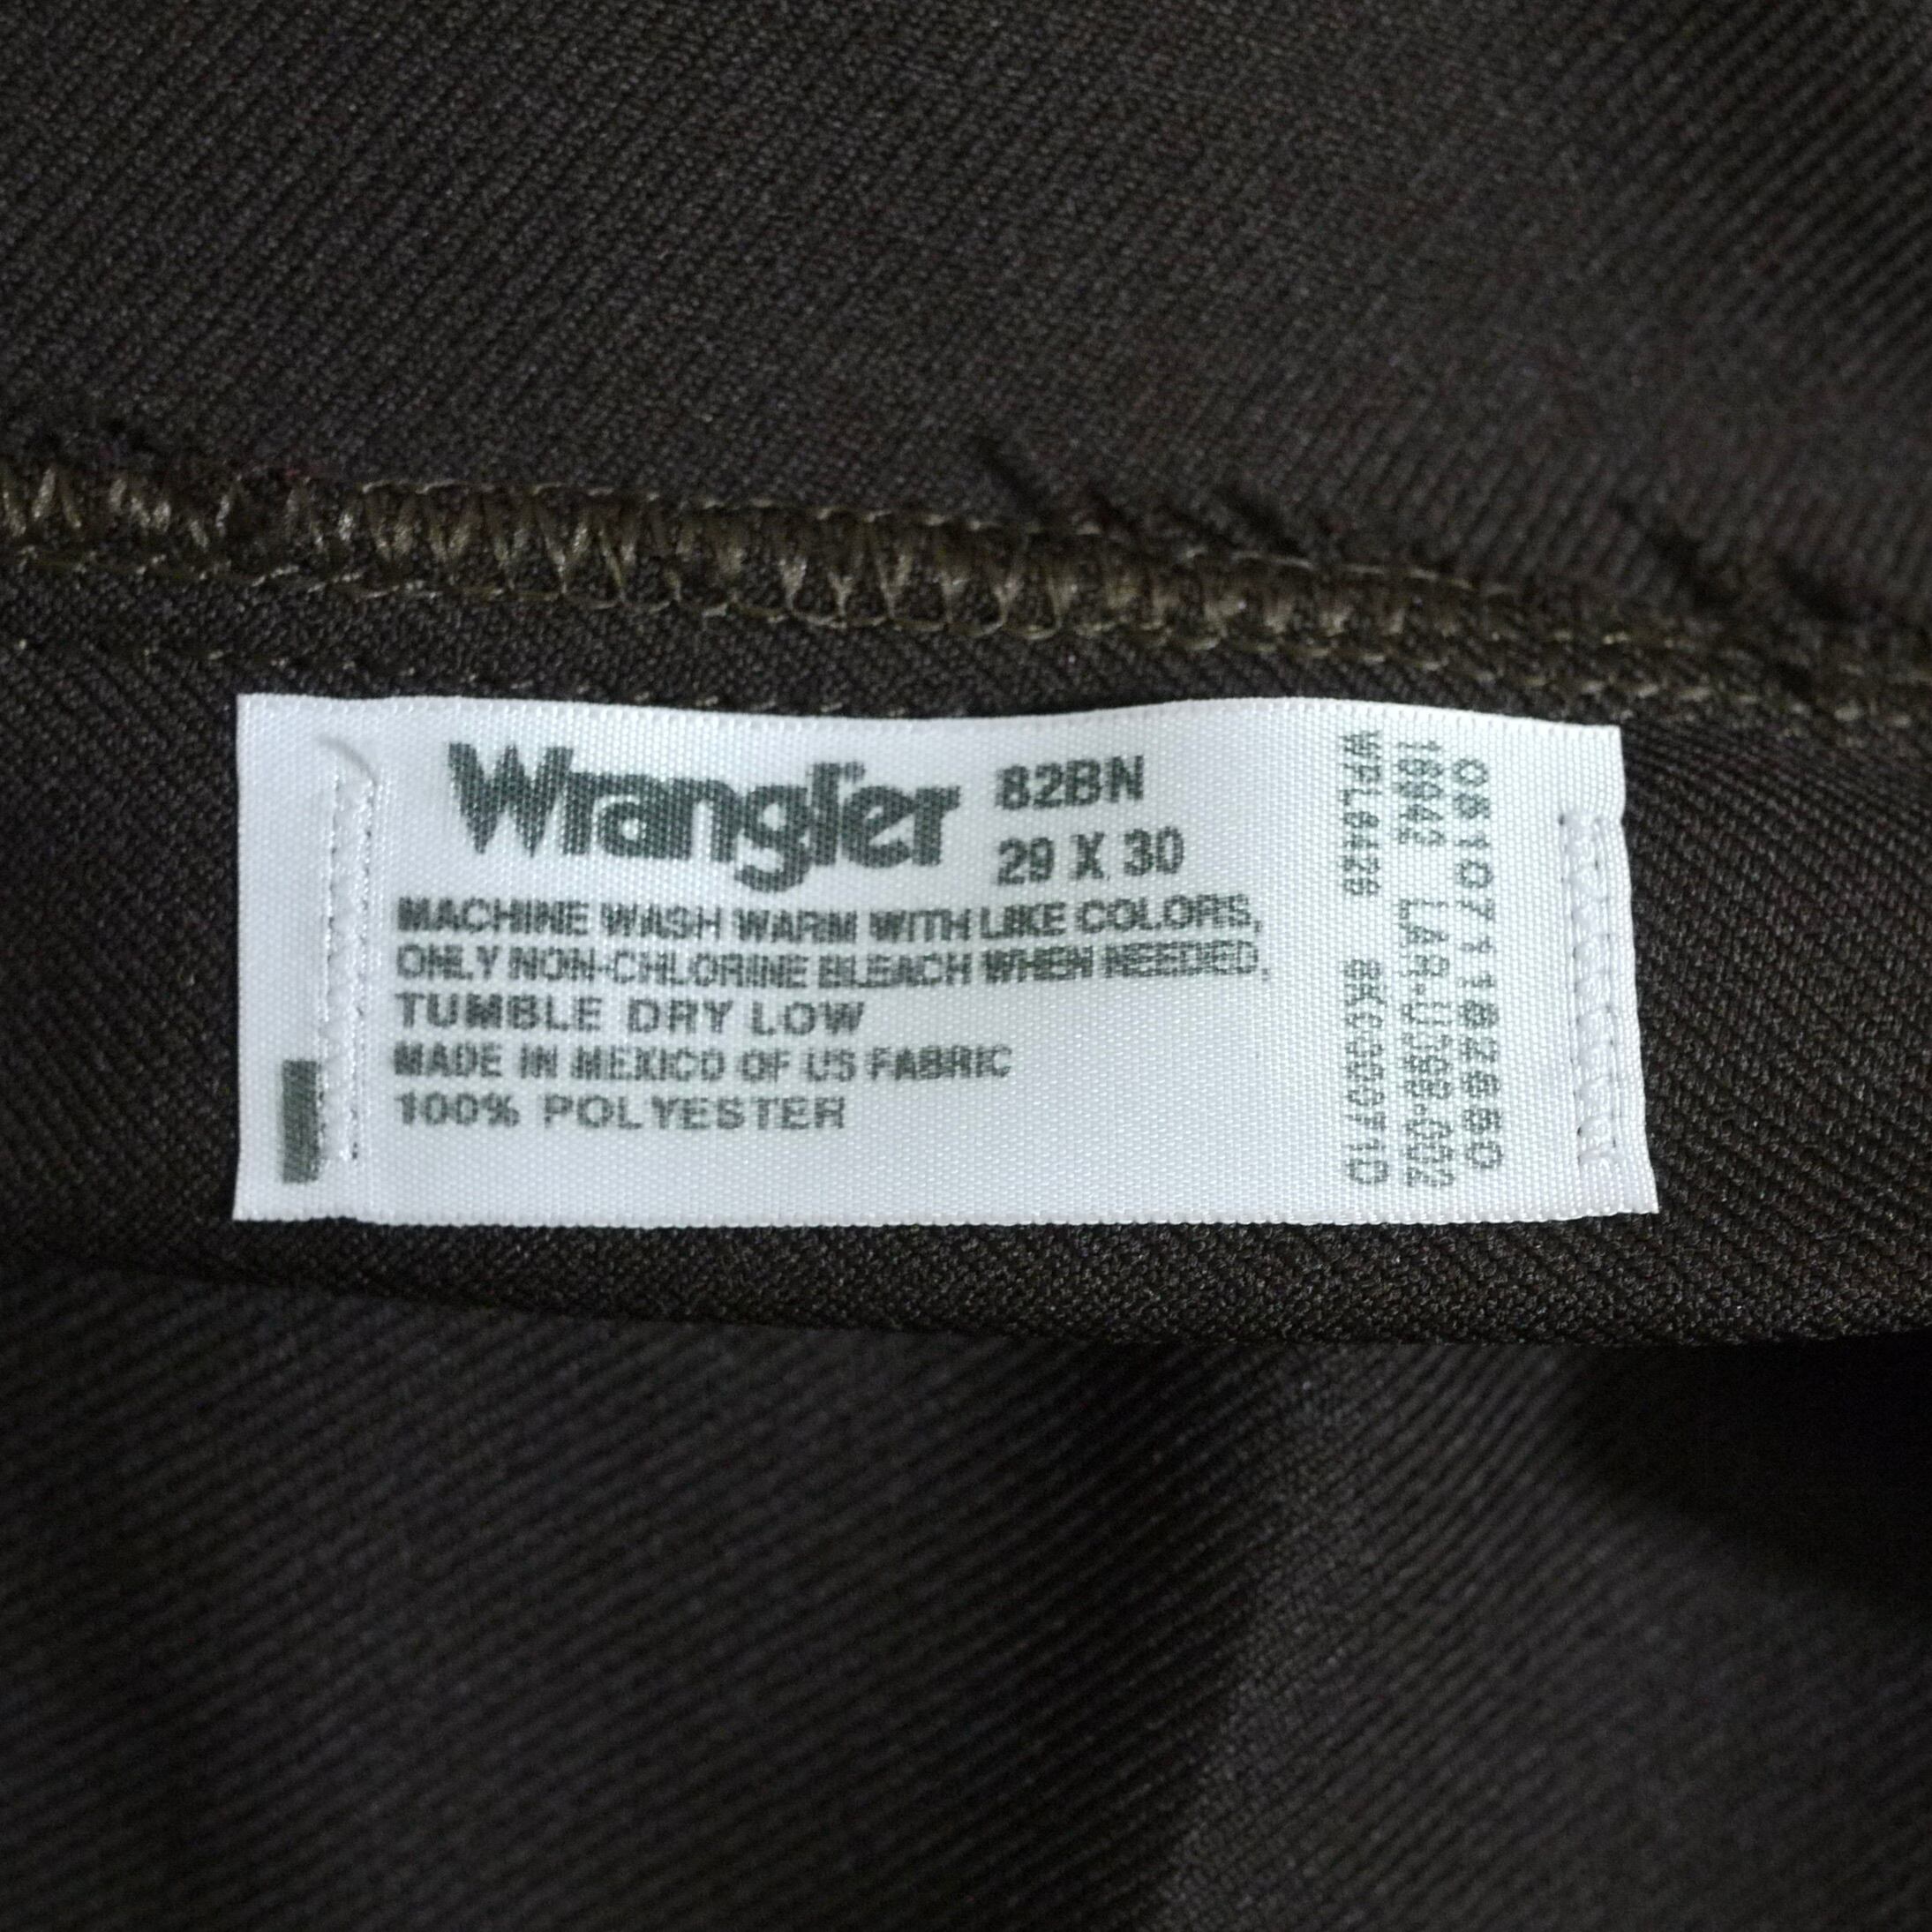 Wrangler
82BN
29 X 30
MACHINE WASH WARM WITH LIKE COLORS,
ONLY NON-CHLORINE BLEACH WHEN NEEDED,
TUMBLE DRY LOW
MADE IN MEXICO OF US FABRIC
100% POLYESTER